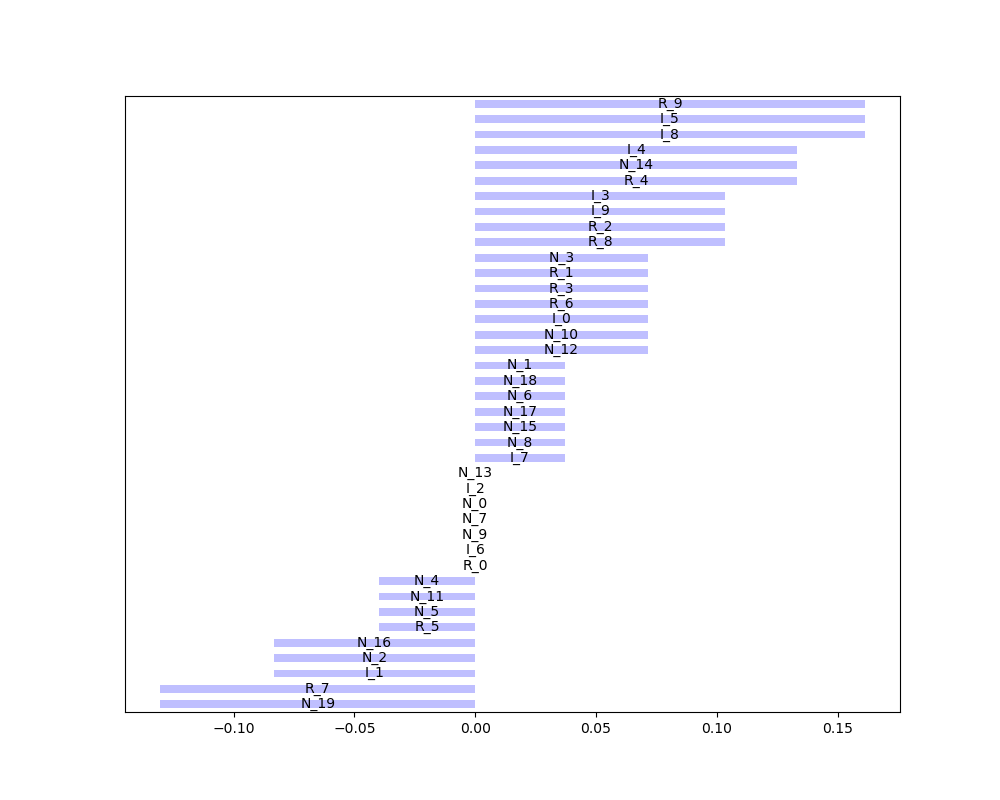 R_9
I_5
I_8
I_4
N_14
R_4
I_3
I_9
R_2
R_8
N_3
R_1
R_3
R_6
I_0
N_10
N_12
N_1
N_18
N_6
N_17
N_15
N_8
I_7
N_13
I_2
N_0
N_7
N_9
I_6
R_0
N_4
N_11
N_5
R_5
N_16
N_2
I_1
R_7
N_19
−0.10 −0.05 0.00 0.05 0.10 0.15